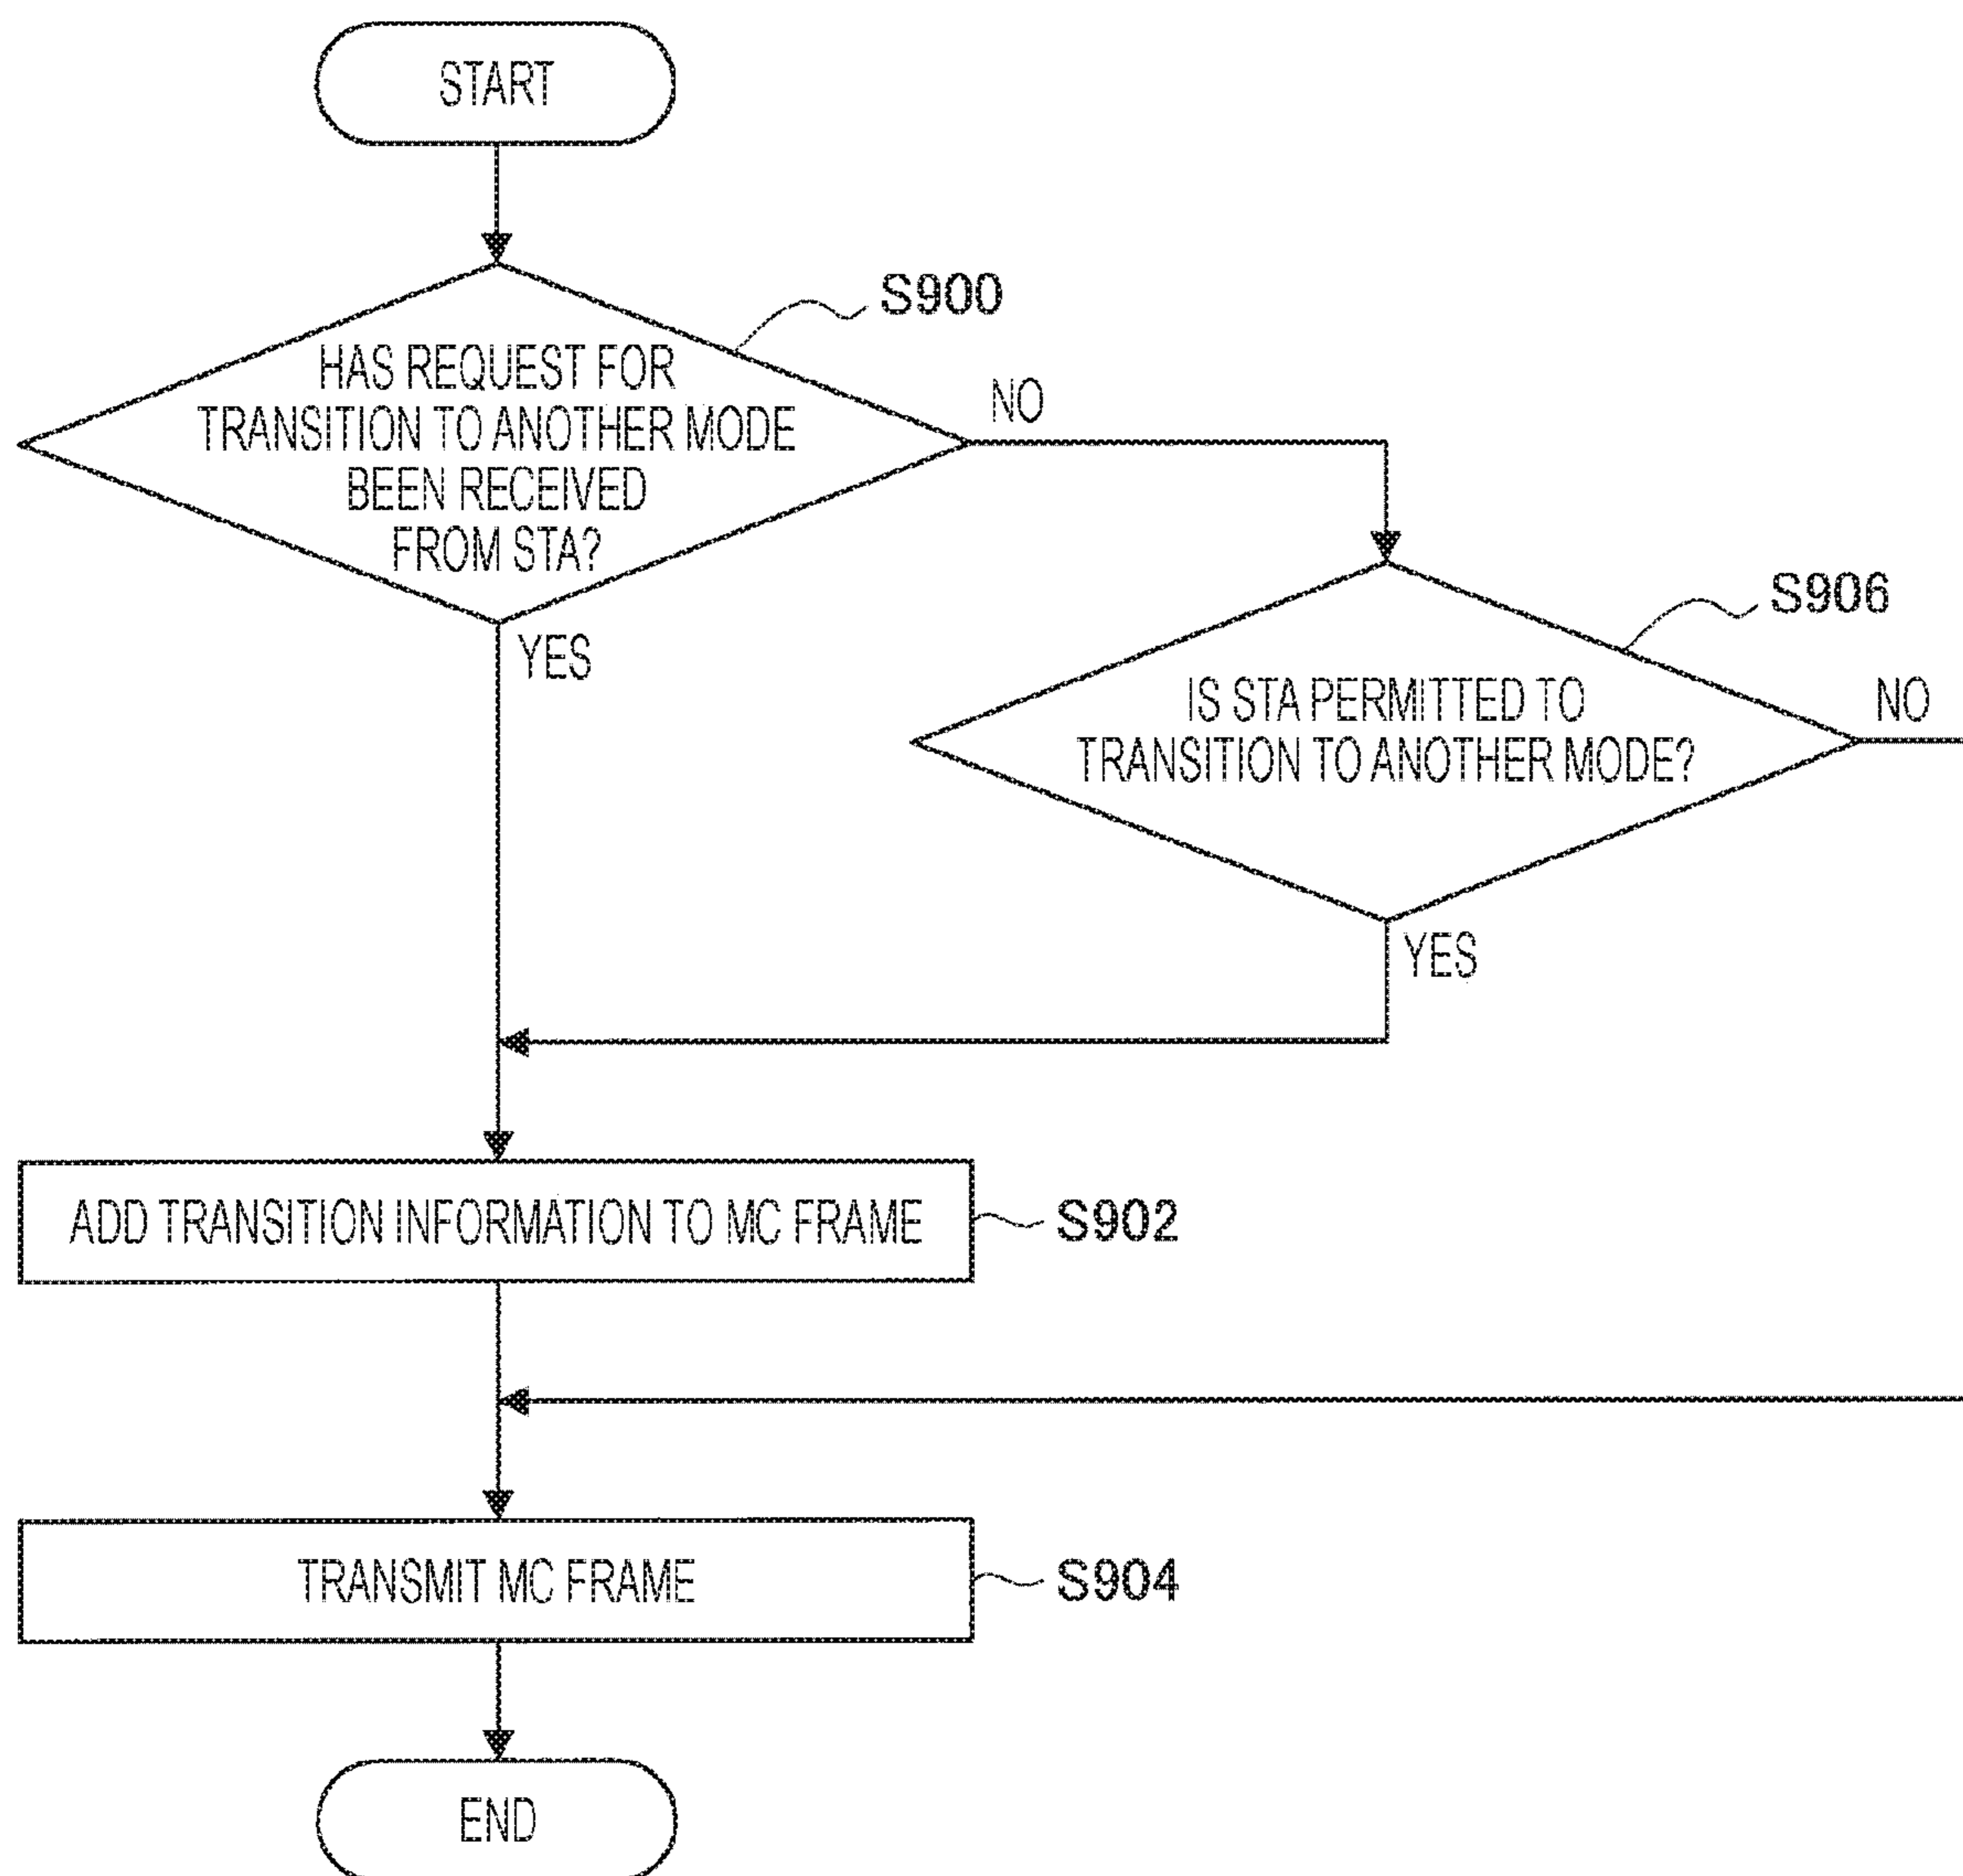 START
S900
HAS REQUEST FOR
TRANSITION TO ANOTHER MODE
BEEN RECEIVED
FROM STA?
NO
YES
S906
IS STA PERMITTED TO
TRANSITION TO ANOTHER MODE?
NO
YES
ADD TRANSITION INFORMATION TO MC FRAME
S902
TRANSMIT MC FRAME
S904
END